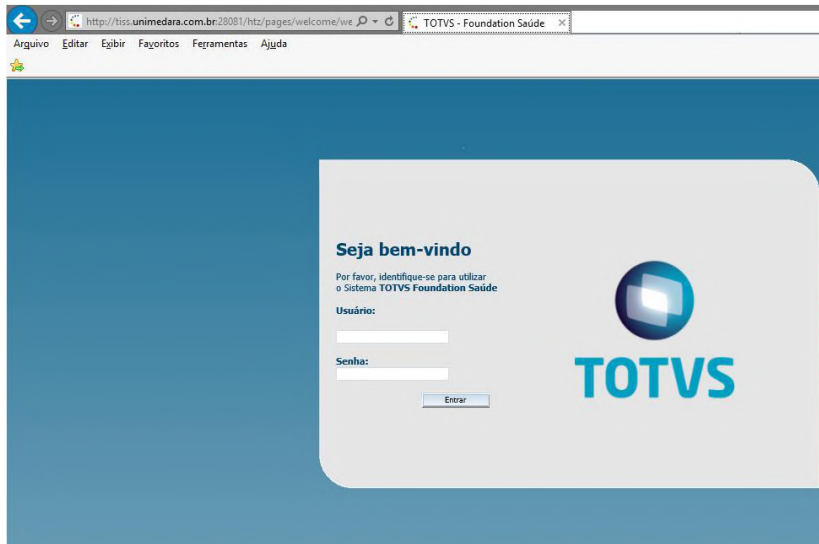 http://tiss.unimedara.com.br:28081/htz/pages/welcome/we
TOTVS - Foundation Saúde
Arquivo Editar Exibir Favoritos Ferramentas Ajuda
Seja bem-vindo
Por favor, identifique-se para utilizar
o Sistema TOTVS Foundation Saúde
Usuário:
Senha:
Entrar
TOTVS